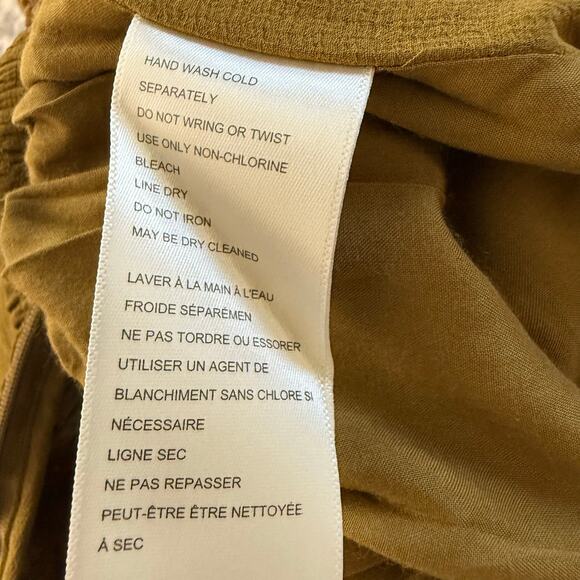 HAND WASH COLD
SEPARATELY
DO NOT WRING OR TWIST
USE ONLY NON-CHLORINE
BLEACH
LINE DRY
DO NOT IRON
MAY BE DRY CLEANED
LAVER À LA MAIN À L'EAU
FROIDE SÉPARÉMEN
NE PAS TORDRE OU ESSORER
UTILISER UN AGENT DE
BLANCHIMENT SANS CHLORE SI
NÉCESSAIRE
LIGNE SEC
NE PAS REPASSER
PEUT-ÊTRE ÊTRE NETTOYÉE
À SEC